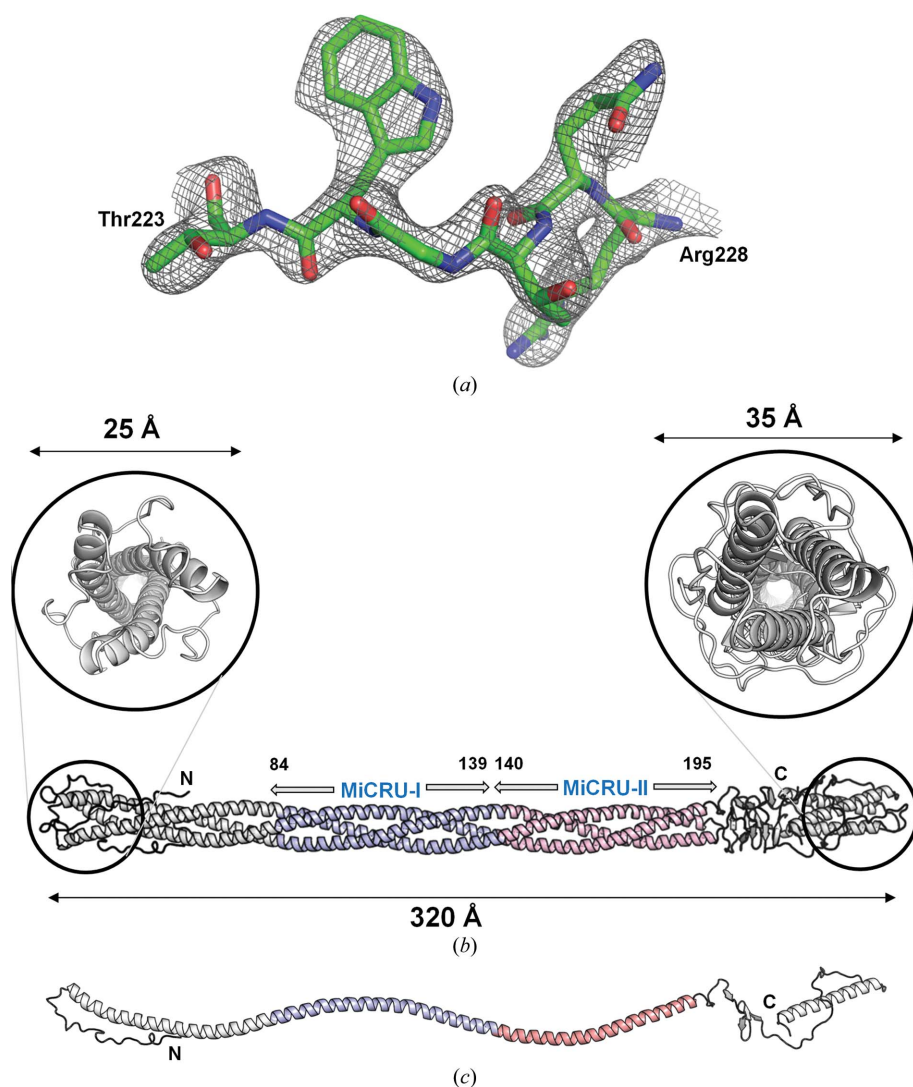 Thr223
Arg228
(a)
25 Å
35 Å
84
139
140
195
MiCRU-I
MiCRU-II
N
C
320 Å
(b)
N
C
(c)